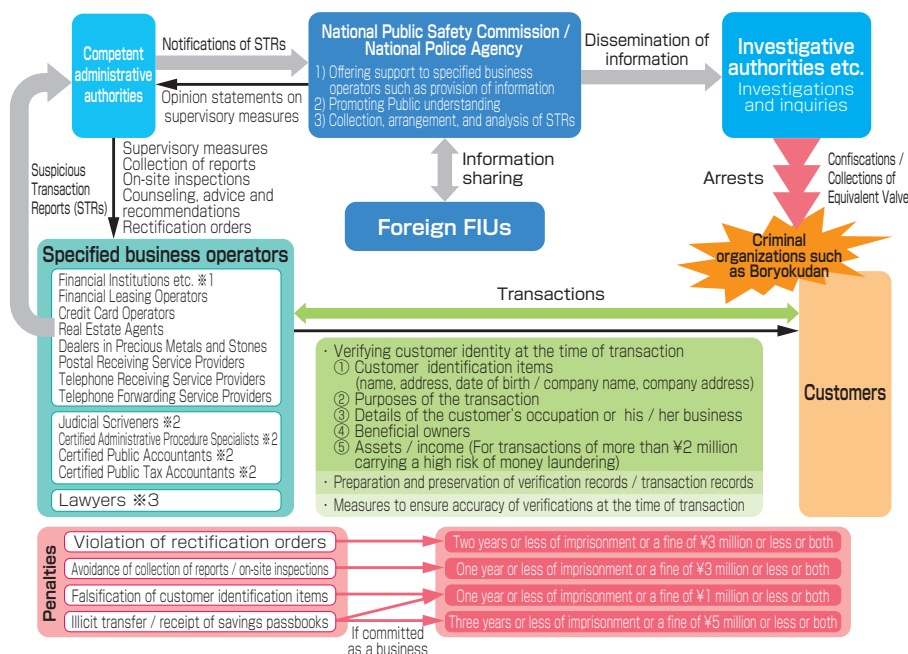 Competent
administrative
authorities
Notifications of STRs
Opinion statements on
supervisory measures
National Public Safety Commission /
National Police Agency
1) Offering support to specified business
operators such as provision of information
2) Promoting Public understanding
3) Collection, arrangement, and analysis of STRs
Dissemination of
information
Investigative
authorities etc.
Investigations
and inquiries
Suspicious
Transaction
Reports (STRs)
Supervisory measures
Collection of reports
On-site inspections
Counseling, advice and
recommendations
Rectification orders
Information
sharing
Foreign FIUs
Arrests
Confiscations /
Collections of
Equivalent Valve
Criminal
organizations such
as Boryokudan
Specified business operators
Financial Institutions etc. ※1
Financial Leasing Operators
Credit Card Operators
Real Estate Agents
Dealers in Precious Metals and Stones
Postal Receiving Service Providers
Telephone Receiving Service Providers
Telephone Forwarding Service Providers
Judicial Scriveners ※2
Certified Administrative Procedure Specialists ※2
Certified Public Accountants ※2
Certified Public Tax Accountants ※2
Lawyers ※3
Transactions
・Verifying customer identity at the time of transaction
① Customer identification items
(name, address, date of birth / company name, company address)
② Purposes of the transaction
③ Details of the customer's occupation or his / her business
④ Beneficial owners
⑤ Assets / income (For transactions of more than ¥2 million
carrying a high risk of money laundering)
・Preparation and preservation of verification records / transaction records
・Measures to ensure accuracy of verifications at the time of transaction
Customers
Penalties
Violation of rectification orders
Two years or less of imprisonment or a fine of ¥3 million or less or both
Avoidance of collection of reports / on-site inspections
One year or less of imprisonment or a fine of ¥3 million or less or both
Falsification of customer identification items
One year or less of imprisonment or a fine of ¥1 million or less or both
Illicit transfer / receipt of savings passbooks
Three years or less of imprisonment or a fine of ¥5 million or less or both
If committed
as a business